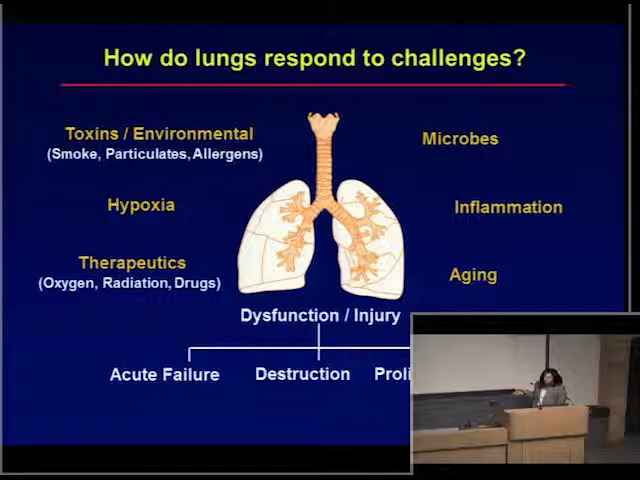 How do lungs respond to challenges?
Toxins / Environmental
(Smoke, Particulates, Allergens)
Microbes
Hypoxia
Inflammation
Therapeutics
(Oxygen, Radiation, Drugs)
Aging
Dysfunction / Injury
Acute Failure
Destruction